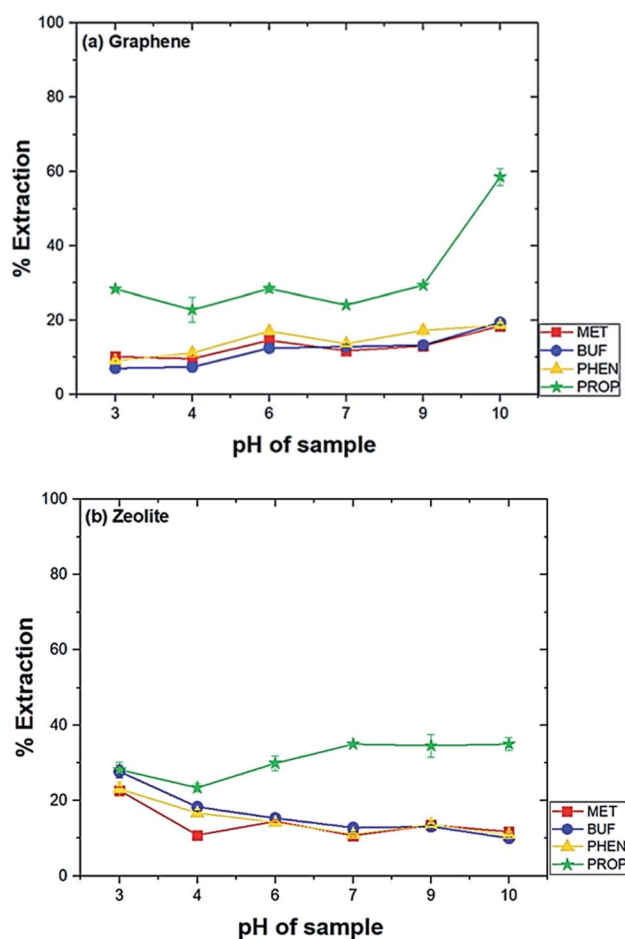 100
(a) Graphene
80
60
40
20
0
% Extraction
3 4 6 7 9 10
pH of sample
MET
BUF
PHEN
PROP
100
(b) Zeolite
80
60
40
20
0
% Extraction
3 4 6 7 9 10
pH of sample
MET
BUF
PHEN
PROP